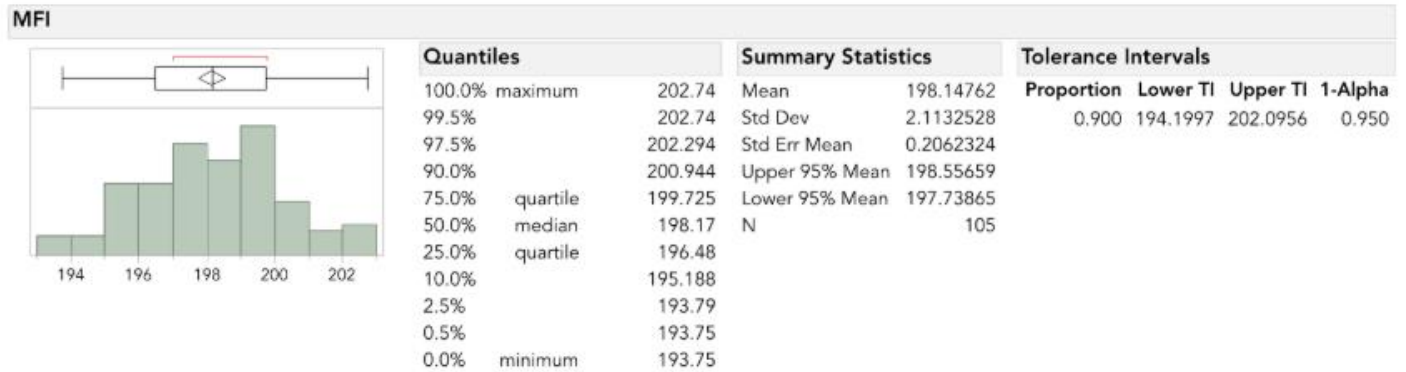 MFI
194 196 198 200 202
Quantiles
100.0% maximum 202.74
99.5% 202.74
97.5% 202.294
90.0% 200.944
75.0% quartile 199.725
50.0% median 198.17
25.0% quartile 196.48
10.0% 195.188
2.5% 193.79
0.5% 193.75
0.0% minimum 193.75
Summary Statistics
Mean 198.14762
Std Dev 2.1132528
Std Err Mean 0.2062324
Upper 95% Mean 198.55659
Lower 95% Mean 197.73865
N 105
Tolerance Intervals
Proportion Lower TI Upper TI 1-Alpha
0.900 194.1997 202.0956 0.950